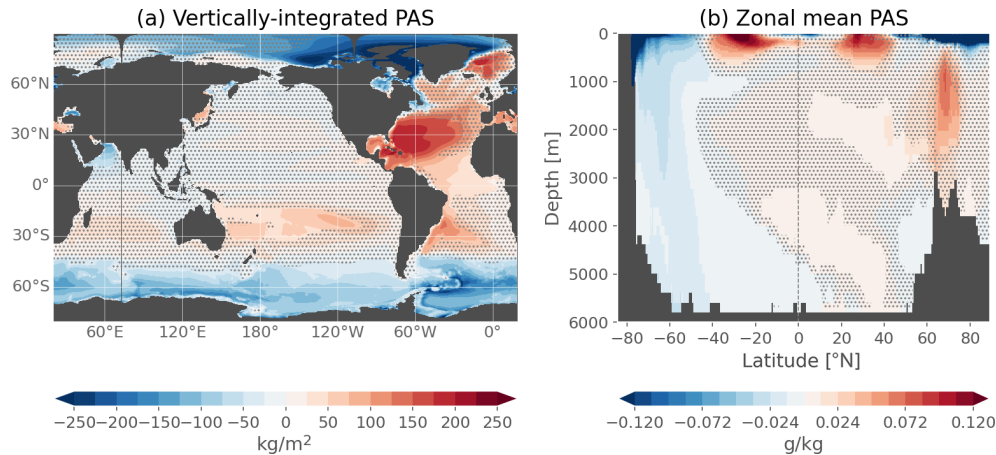 (a) Vertically-integrated PAS
60°N
30°N
0°
30°S
60°S
60°E 120°E 180° 120°W 60°W 0°
−250 −200 −150 −100 −50 0 50 100 150 200 250
kg/m²
(b) Zonal mean PAS
0
1000
2000
3000
4000
5000
6000
Depth [m]
−80 −60 −40 −20 0 20 40 60 80
Latitude [°N]
−0.120 −0.072 −0.024 0.024 0.072 0.120
g/kg